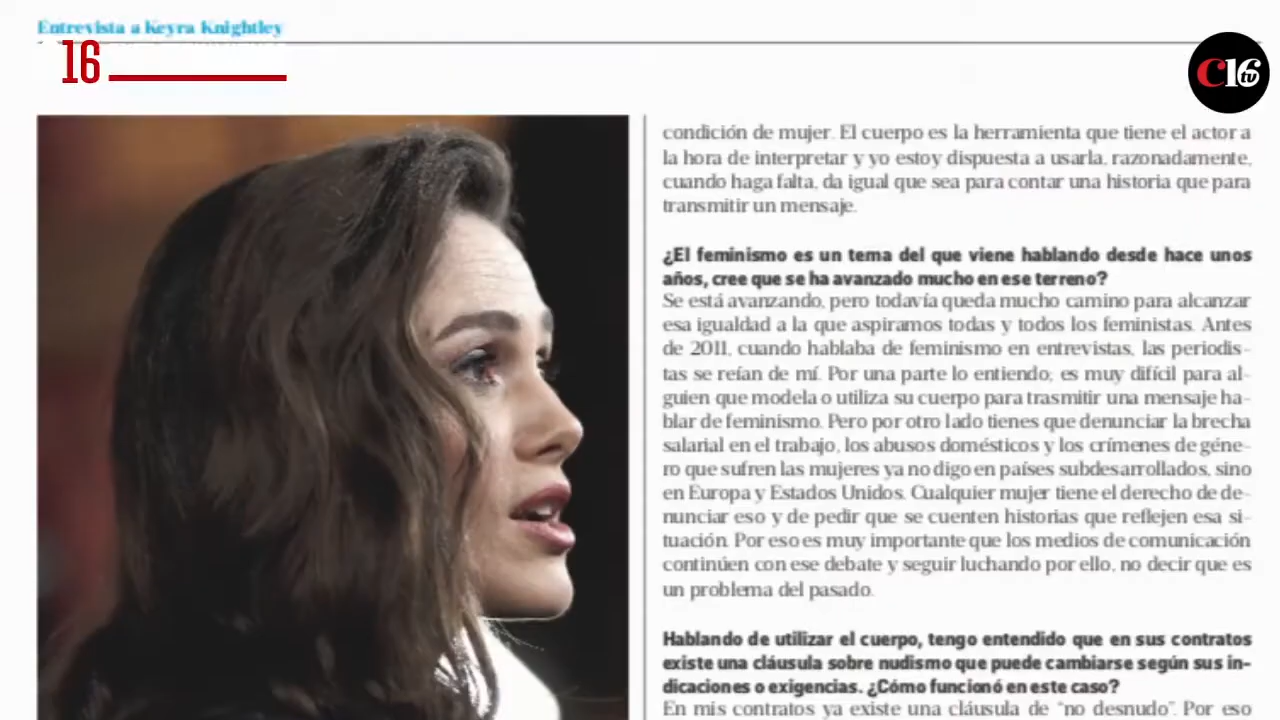 Entrevista a Keyra Knightley
16
C16 tv
condición de mujer. El cuerpo es la herramienta que tiene el actor a
la hora de interpretar y yo estoy dispuesta a usarla, razonadamente,
cuando haga falta, da igual que sea para contar una historia que para
transmitir un mensaje.
¿El feminismo es un tema del que viene hablando desde hace unos
años, cree que se ha avanzado mucho en ese terreno?
Se está avanzando, pero todavía queda mucho camino para alcanzar
esa igualdad a la que aspiramos todas y todos los feministas. Antes
de 2011, cuando hablaba de feminismo en entrevistas, las periodis-
tas se reían de mí. Por una parte lo entiendo; es muy difícil para al-
guien que modela o utiliza su cuerpo para trasmitir una mensaje ha-
blar de feminismo. Pero por otro lado tienes que denunciar la brecha
salarial en el trabajo, los abusos domésticos y los crímenes de géne-
ro que sufren las mujeres ya no digo en países subdesarrollados, sino
en Europa y Estados Unidos. Cualquier mujer tiene el derecho de de-
nunciar eso y de pedir que se cuenten historias que reflejen esa si-
tuación. Por eso es muy importante que los medios de comunicación
continúen con ese debate y seguir luchando por ello, no decir que es
un problema del pasado.
Hablando de utilizar el cuerpo, tengo entendido que en sus contratos
existe una cláusula sobre nudismo que puede cambiarse según sus in-
dicaciones o exigencias. ¿Cómo funcionó en este caso?
En mis contratos ya existe una cláusula de "no desnudo". Por eso